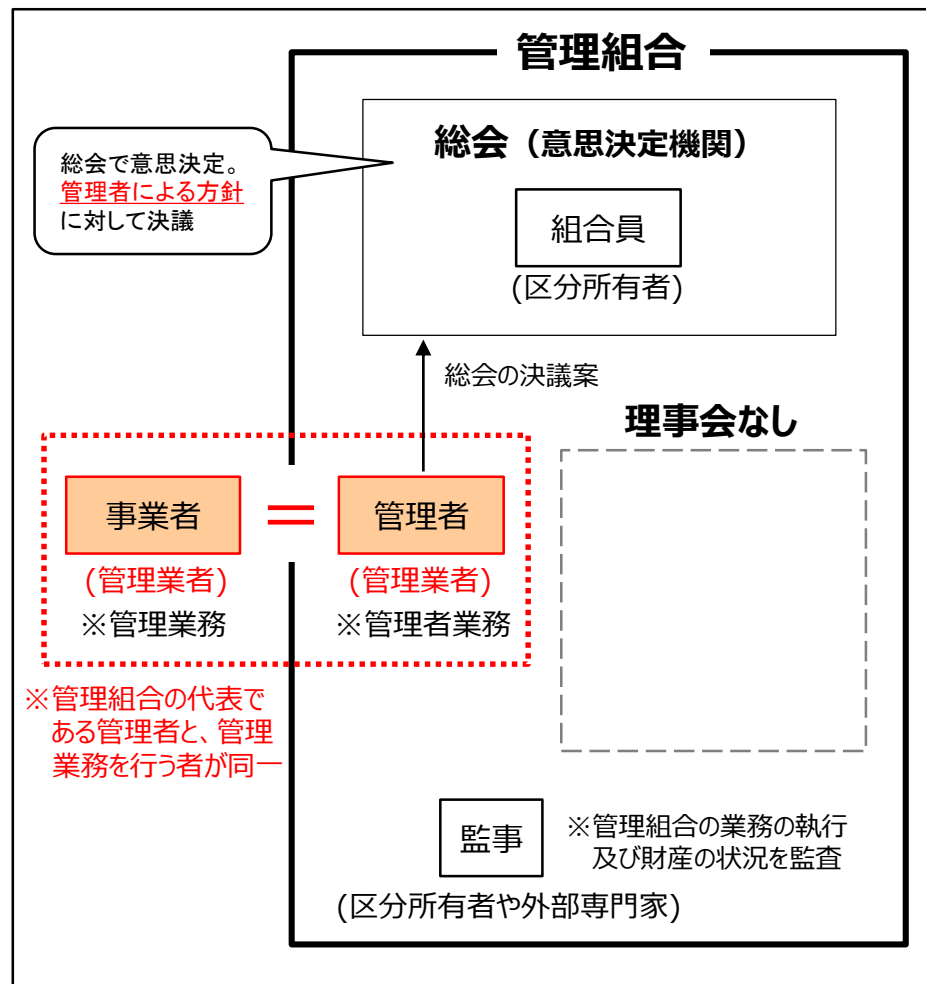 管理組合
総会（意思決定機関）
総会で意思決定。
管理者による方針
に対して決議
組合員
(区分所有者)
総会の決議案
理事会なし
事業者
＝
管理者
(管理業者)
(管理業者)
※管理業務
※管理者業務
※管理組合の代表で
ある管理者と、管理
業務を行う者が同一
監事
※管理組合の業務の執行
及び財産の状況を監査
(区分所有者や外部専門家)